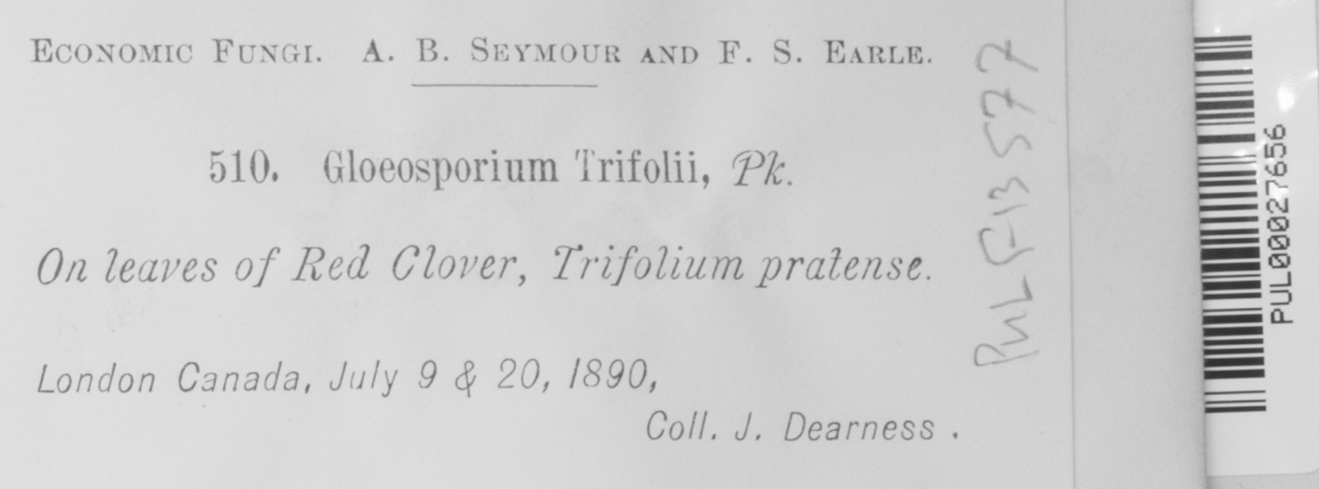 ECONOMIC FUNGI. A. B. SEYMOUR AND F. S. EARLE.
510. Gloeosporium Trifolii, Pk.
On leaves of Red Clover, Trifolium pratense.
London Canada, July 9 & 20, 1890,
Coll. J. Dearness.
PUL F13577
PUL00027656